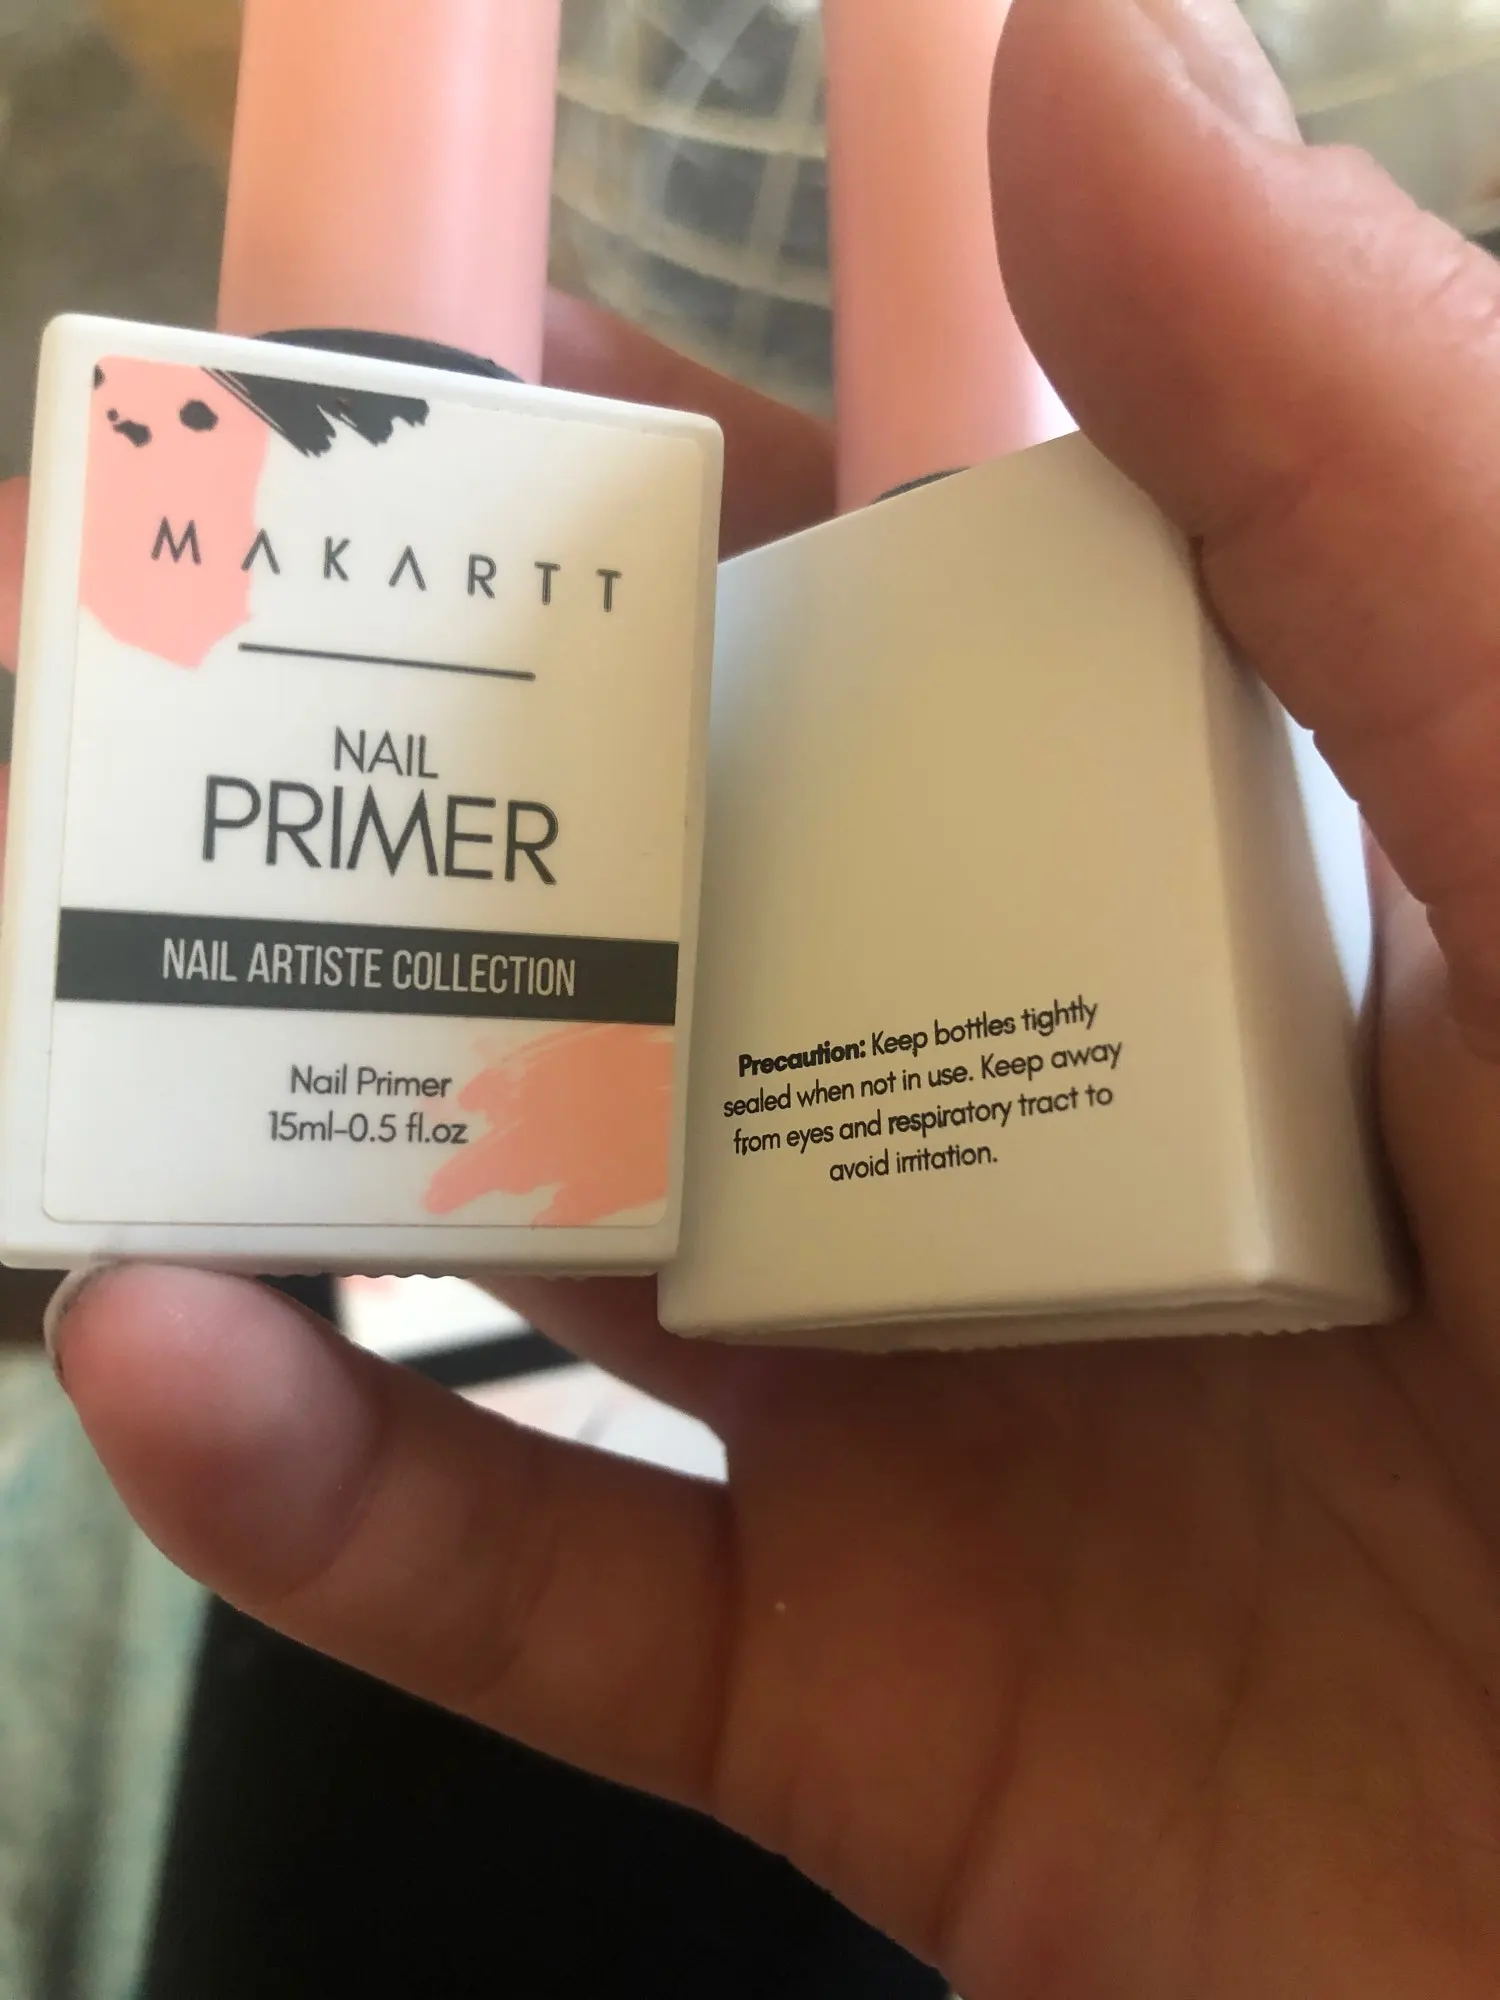 MAKARTT
NAIL
PRIMER
NAIL ARTISTE COLLECTION
Nail Primer
15ml-0.5 fl.oz
Precaution: Keep bottles tightly
sealed when not in use. Keep away
from eyes and respiratory tract to
avoid irritation.